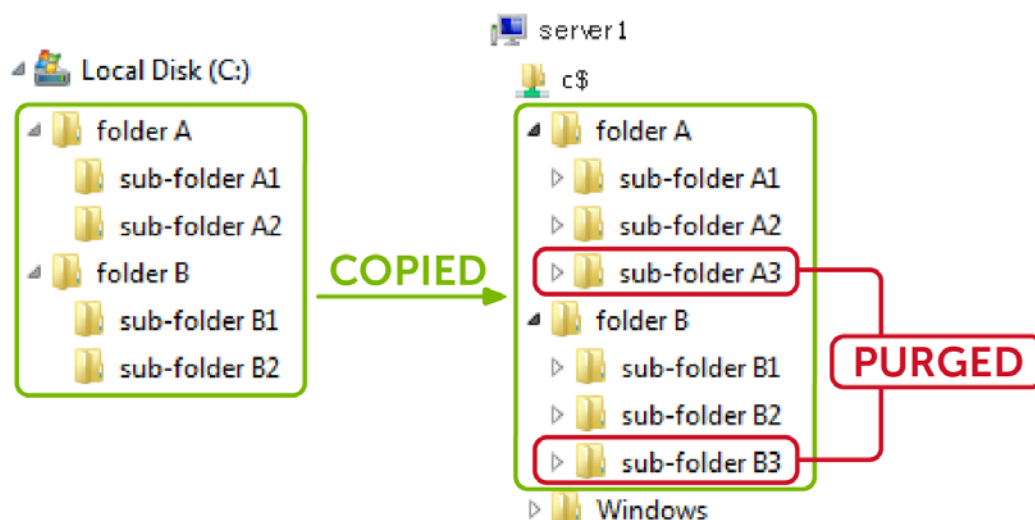 Local Disk (C:)
folder A
sub-folder A1
sub-folder A2
folder B
sub-folder B1
sub-folder B2
COPIED
server1
c$
folder A
sub-folder A1
sub-folder A2
sub-folder A3
folder B
sub-folder B1
sub-folder B2
sub-folder B3
Windows
PURGED